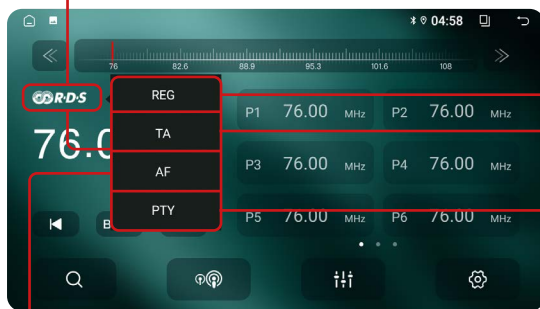 04:58
76 82.6 88.9 95.3 101.6 108
R·D·S
REG
TA
AF
PTY
76.0
P1 76.00 MHz P2 76.00 MHz
P3 76.00 MHz P4 76.00 MHz
P5 76.00 MHz P6 76.00 MHz
B